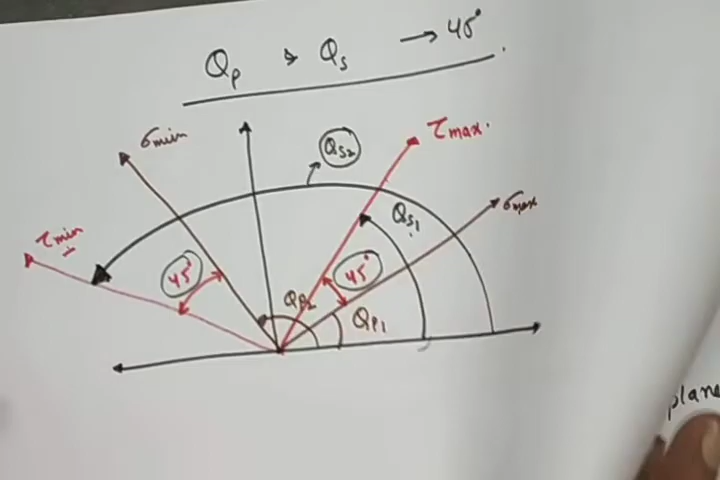 Qp & Qs → 45°
σmin
Qs2
τmax.
τmin
Qs1
σmax
45°
45°
Qp2
Qp1
plane